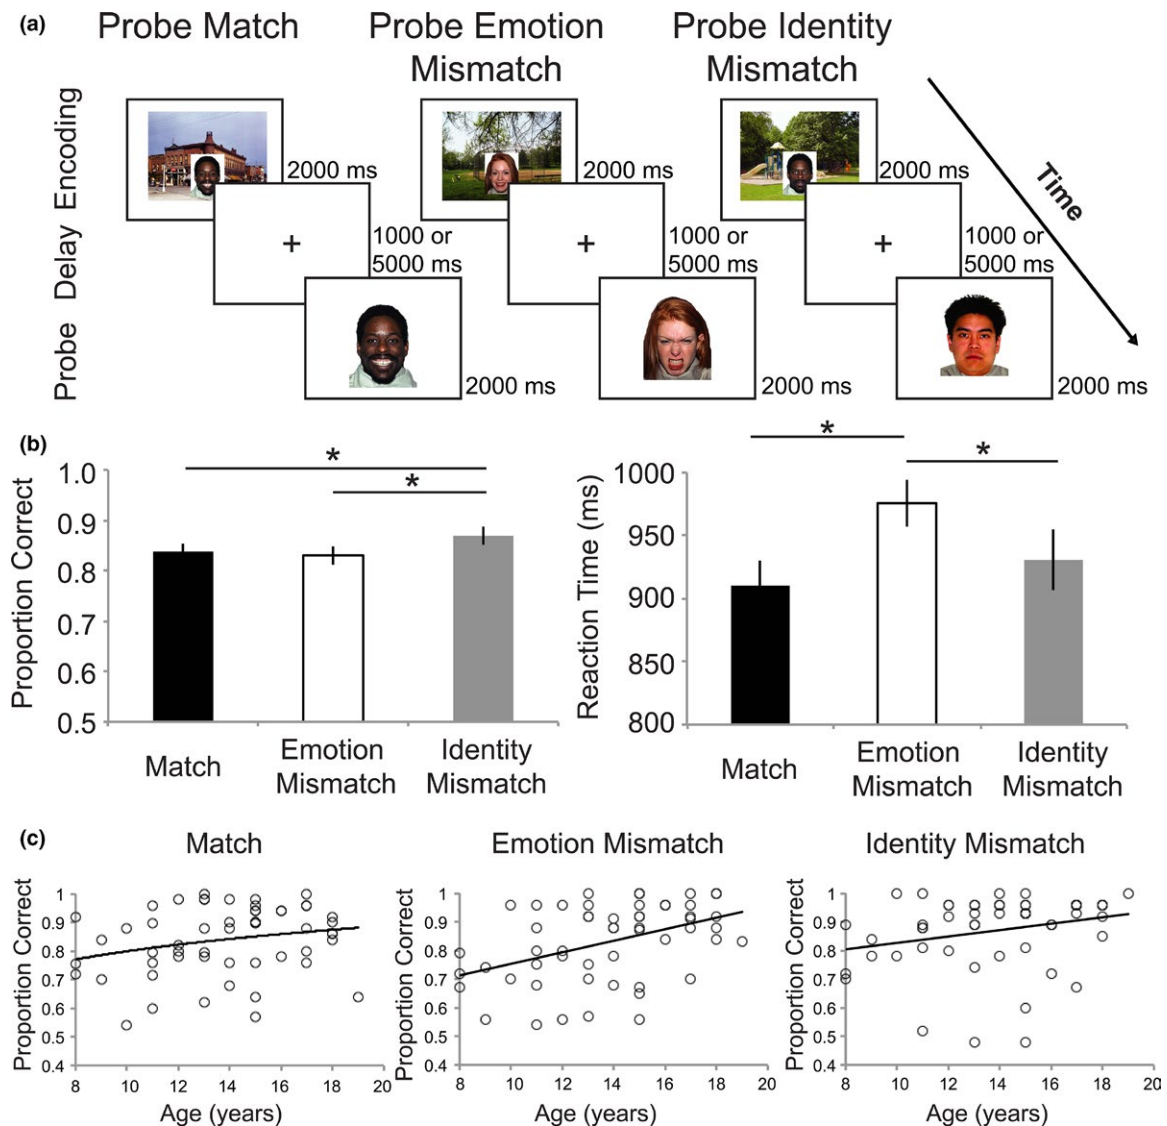 (a)
Probe Match
Probe Emotion
Mismatch
Probe Identity
Mismatch
Encoding
Delay
Probe
2000 ms
1000 or
5000 ms
2000 ms
2000 ms
1000 or
5000 ms
2000 ms
2000 ms
1000 or
5000 ms
2000 ms
Time
(b)
*
*
Proportion Correct
1.0
0.9
0.8
0.7
0.6
0.5
Match
Emotion
Mismatch
Identity
Mismatch
*
*
Reaction Time (ms)
1000
950
900
850
800
Match
Emotion
Mismatch
Identity
Mismatch
(c)
Match
Proportion Correct
1
0.9
0.8
0.7
0.6
0.5
0.4
8 10 12 14 16 18 20
Age (years)
Emotion Mismatch
Proportion Correct
1
0.9
0.8
0.7
0.6
0.5
0.4
8 10 12 14 16 18 20
Age (years)
Identity Mismatch
Proportion Correct
1
0.9
0.8
0.7
0.6
0.5
0.4
8 10 12 14 16 18 20
Age (years)